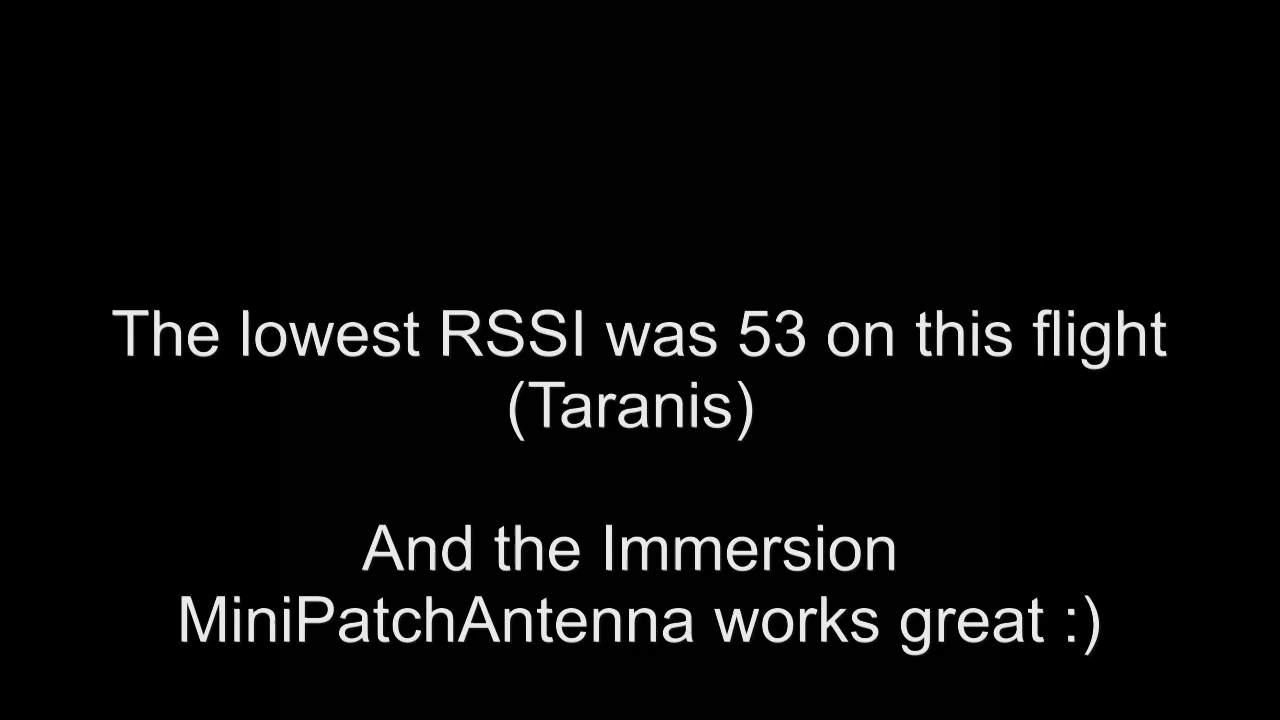 The lowest RSSI was 53 on this flight
(Taranis)
And the Immersion
MiniPatchAntenna works great :)